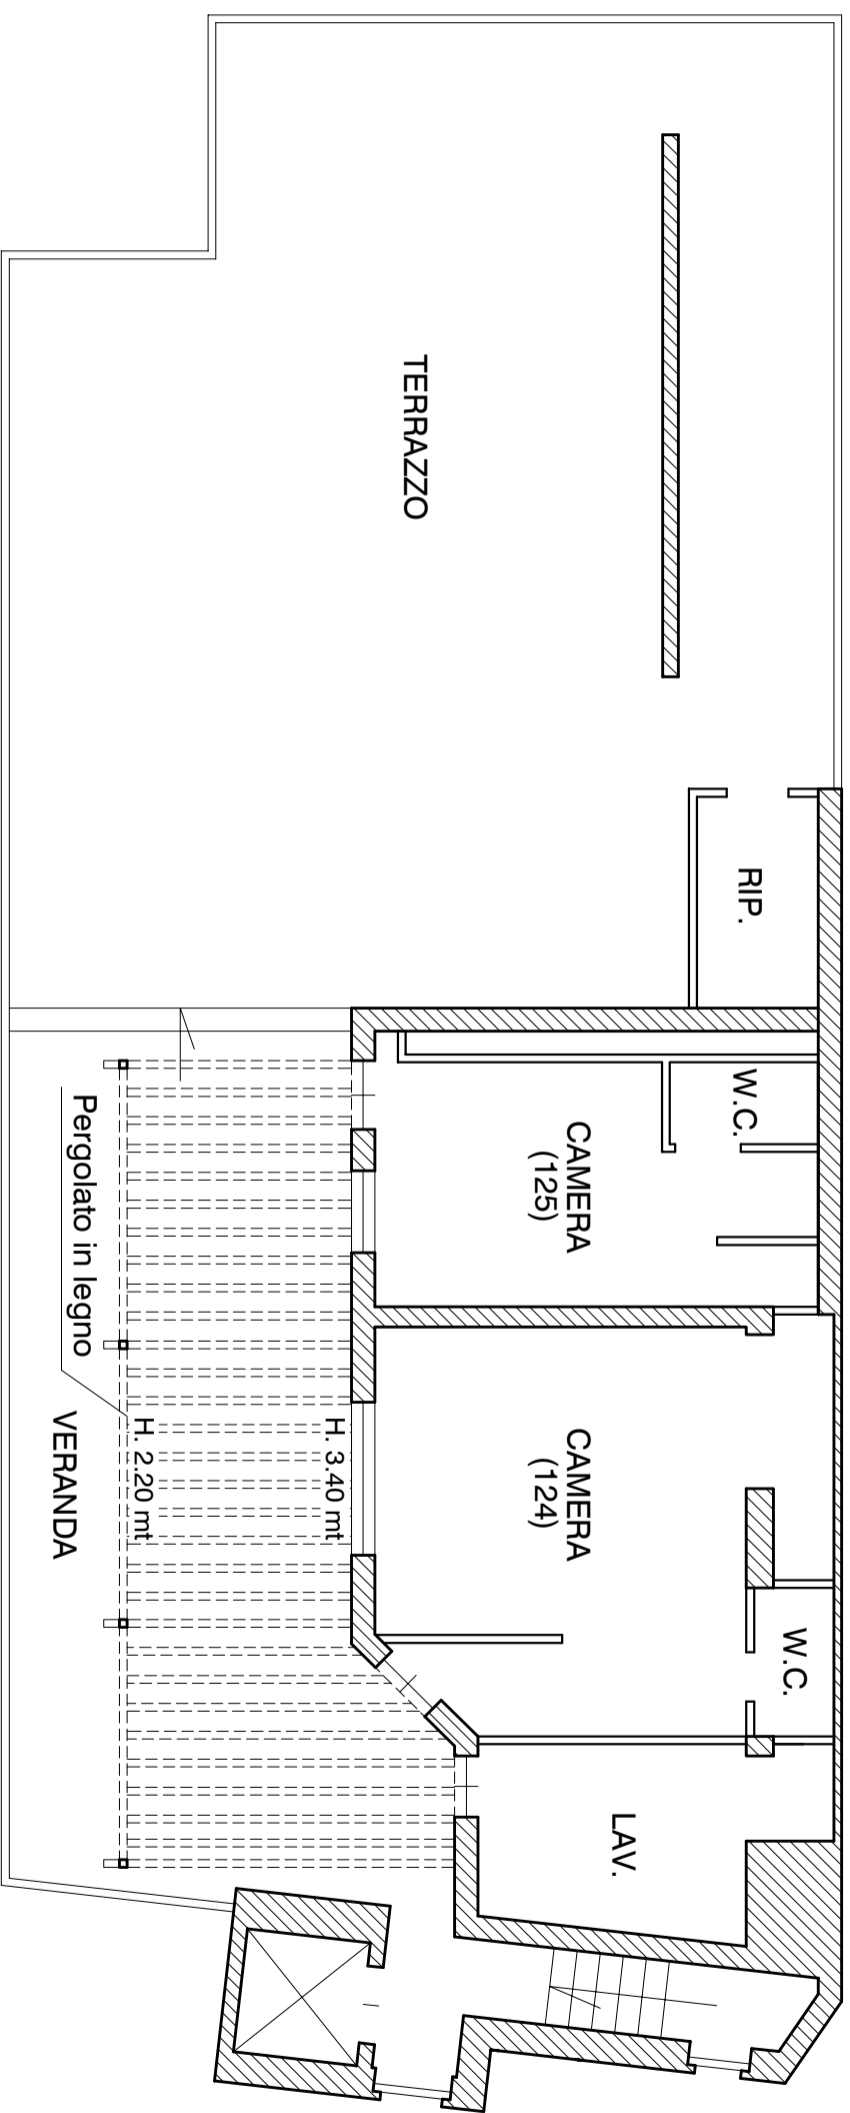 TERRAZZO
RIP.
W.C.
CAMERA
(125)
Pergolato in legno
CAMERA
(124)
H. 3.40 mt
H. 2.20 mt
VERANDA
W.C.
LAV.